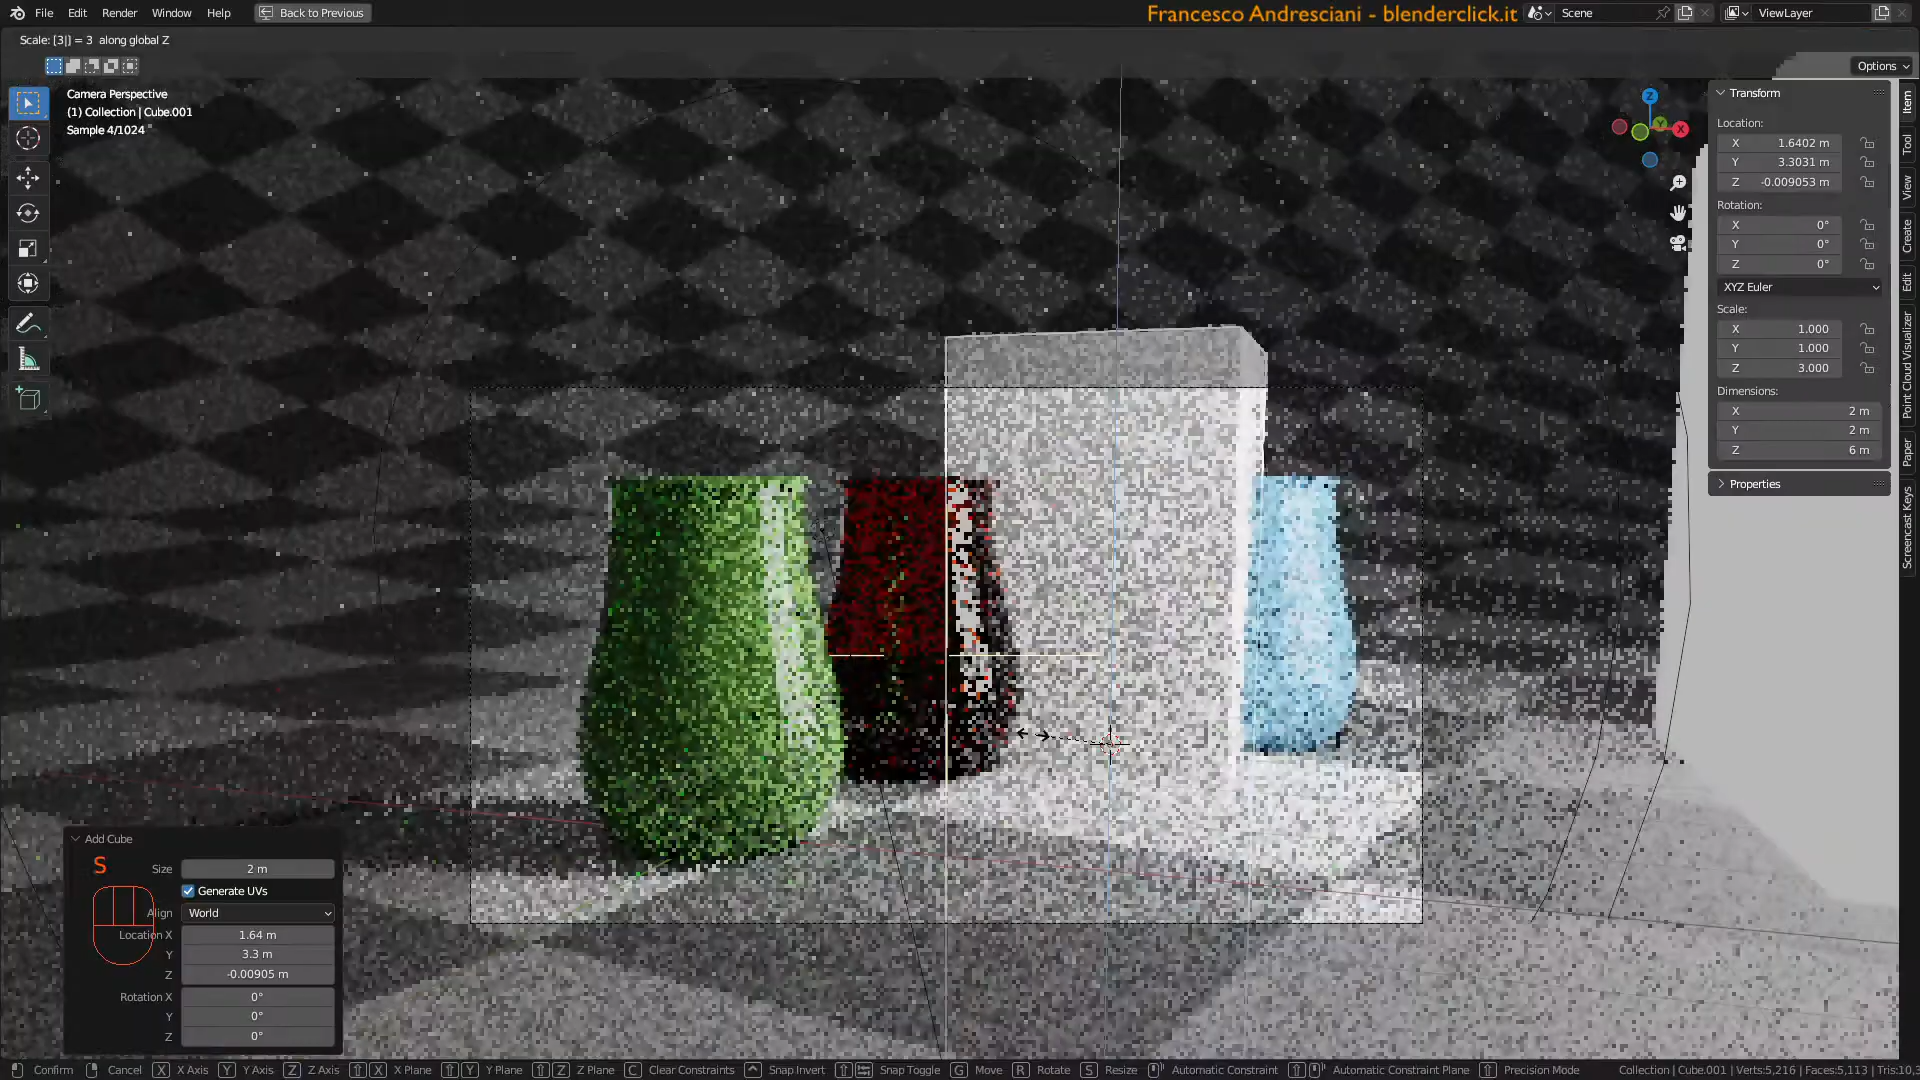 File Edit Render Window Help Back to Previous Francesco Andresciani - blenderclick.it Scene ViewLayer
Scale: [3|] = 3 along global Z
Options
Camera Perspective
(1) Collection | Cube.001
Sample 4/1024
Z
Y
X
Transform
Location:
X 1.6402 m
Y 3.3031 m
Z -0.009053 m
Rotation:
X 0°
Y 0°
Z 0°
XYZ Euler
Scale:
X 1.000
Y 1.000
Z 3.000
Dimensions:
X 2 m
Y 2 m
Z 6 m
Properties
Item
Tool
View
Create
Edit
Point Cloud Visualizer
Paper
Screencast Keys
Add Cube
S
Size 2 m
Generate UVs
Align World
Location X 1.64 m
Y 3.3 m
Z -0.00905 m
Rotation X 0°
Y 0°
Z 0°
Confirm Cancel X X Axis Y Y Axis Z Z Axis X X Plane Y Y Plane Z Z Plane C Clear Constraints Snap Invert Snap Toggle G Move R Rotate S Resize Automatic Constraint Automatic Constraint Plane Precision Mode Collection | Cube.001 | Verts:5,216 | Faces:5,113 | Tris:10,3